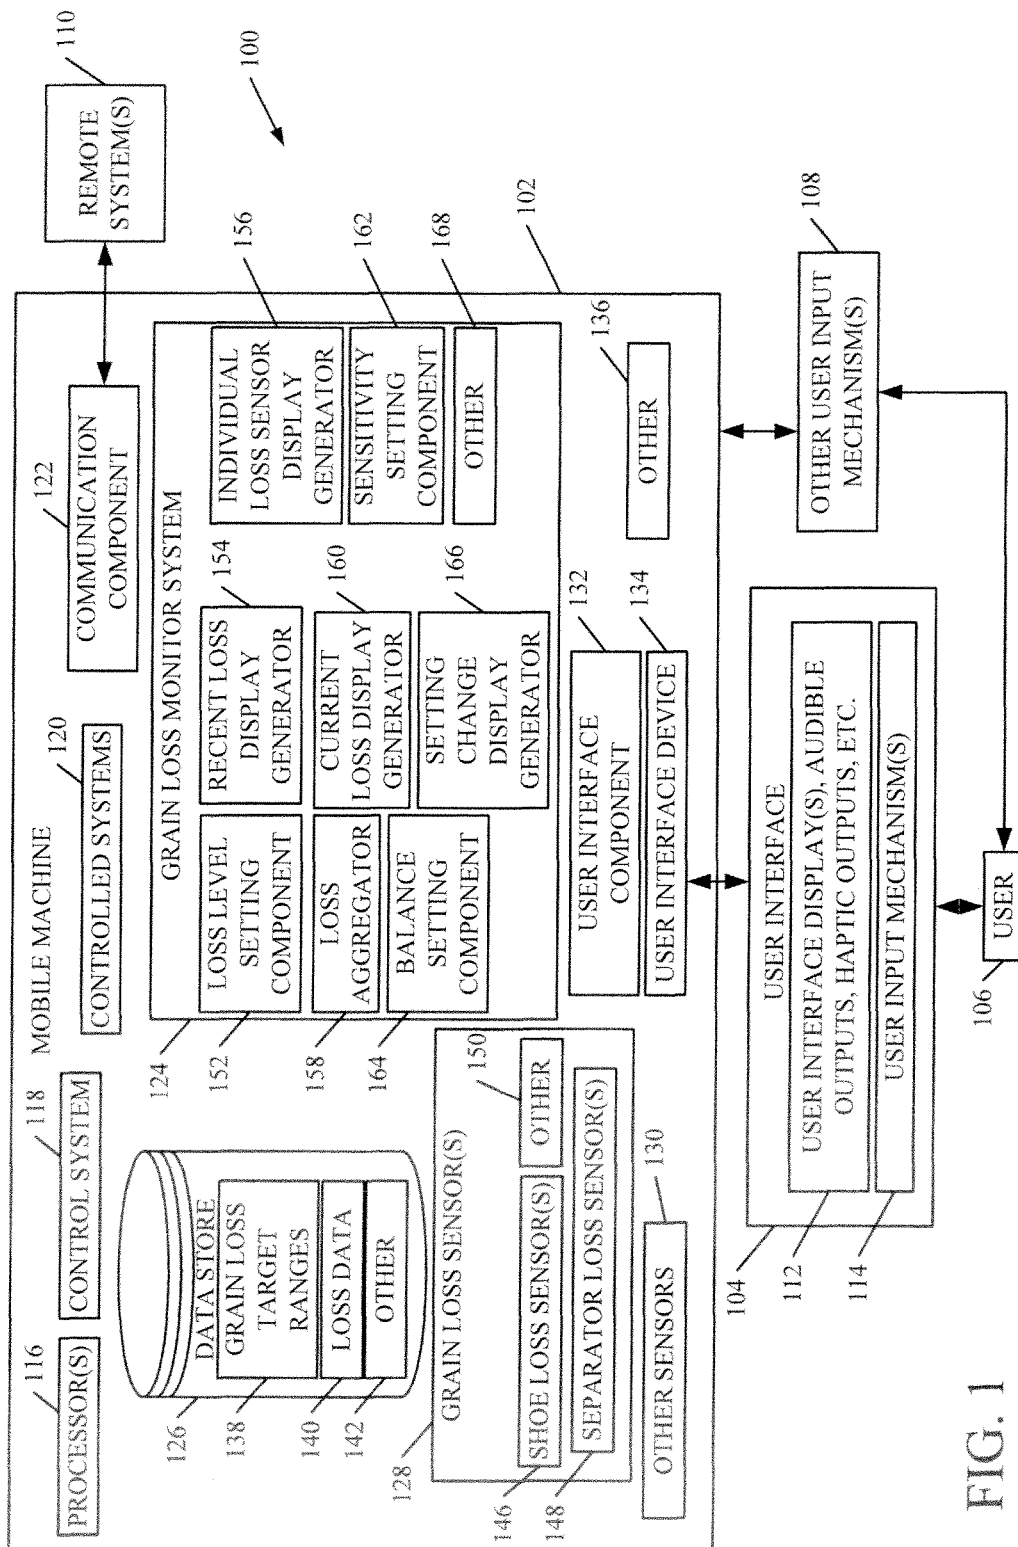 MOBILE MACHINE
116
PROCESSOR(S)
118
CONTROL SYSTEM
120
CONTROLLED SYSTEMS
122
COMMUNICATION
COMPONENT
REMOTE
SYSTEM(S)
110
100
102
DATA STORE
GRAIN LOSS
TARGET
RANGES
LOSS DATA
OTHER
126
138
140
142
GRAIN LOSS MONITOR SYSTEM
124
LOSS LEVEL
SETTING
COMPONENT
152
RECENT LOSS
DISPLAY
GENERATOR
154
INDIVIDUAL
LOSS SENSOR
DISPLAY
GENERATOR
156
LOSS
AGGREGATOR
158
CURRENT
LOSS DISPLAY
GENERATOR
160
SENSITIVITY
SETTING
COMPONENT
162
BALANCE
SETTING
COMPONENT
164
SETTING
CHANGE
DISPLAY
GENERATOR
166
OTHER
168
GRAIN LOSS SENSOR(S)
128
SHOE LOSS SENSOR(S)
146
OTHER
150
SEPARATOR LOSS SENSOR(S)
148
OTHER SENSORS
130
USER INTERFACE
COMPONENT
132
USER INTERFACE DEVICE
134
OTHER
136
USER INTERFACE
104
USER INTERFACE DISPLAY(S), AUDIBLE
OUTPUTS, HAPTIC OUTPUTS, ETC.
112
USER INPUT MECHANISM(S)
114
OTHER USER INPUT
MECHANISM(S)
108
USER
106
FIG. 1